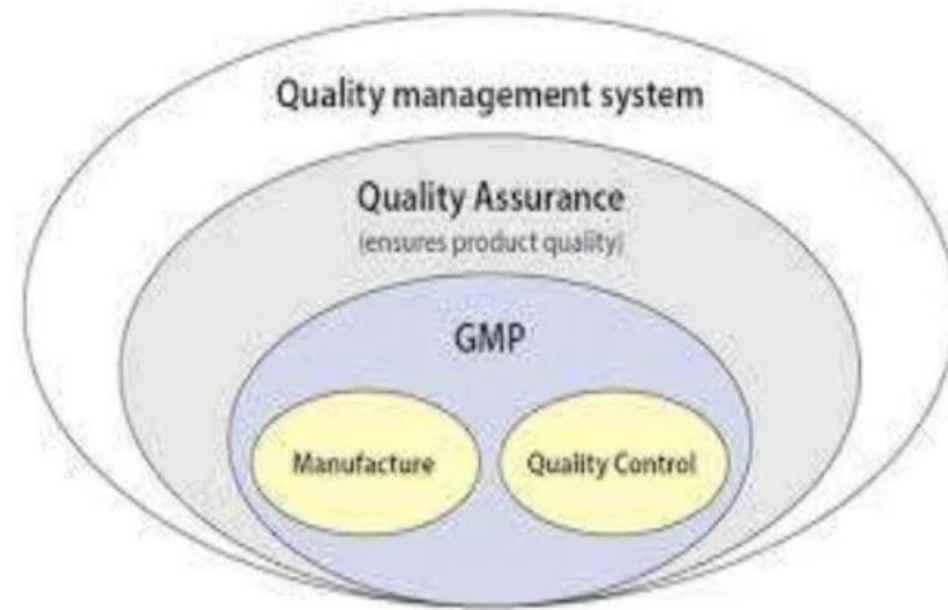 Quality management system
Quality Assurance
(ensures product quality)
GMP
Manufacture
Quality Control